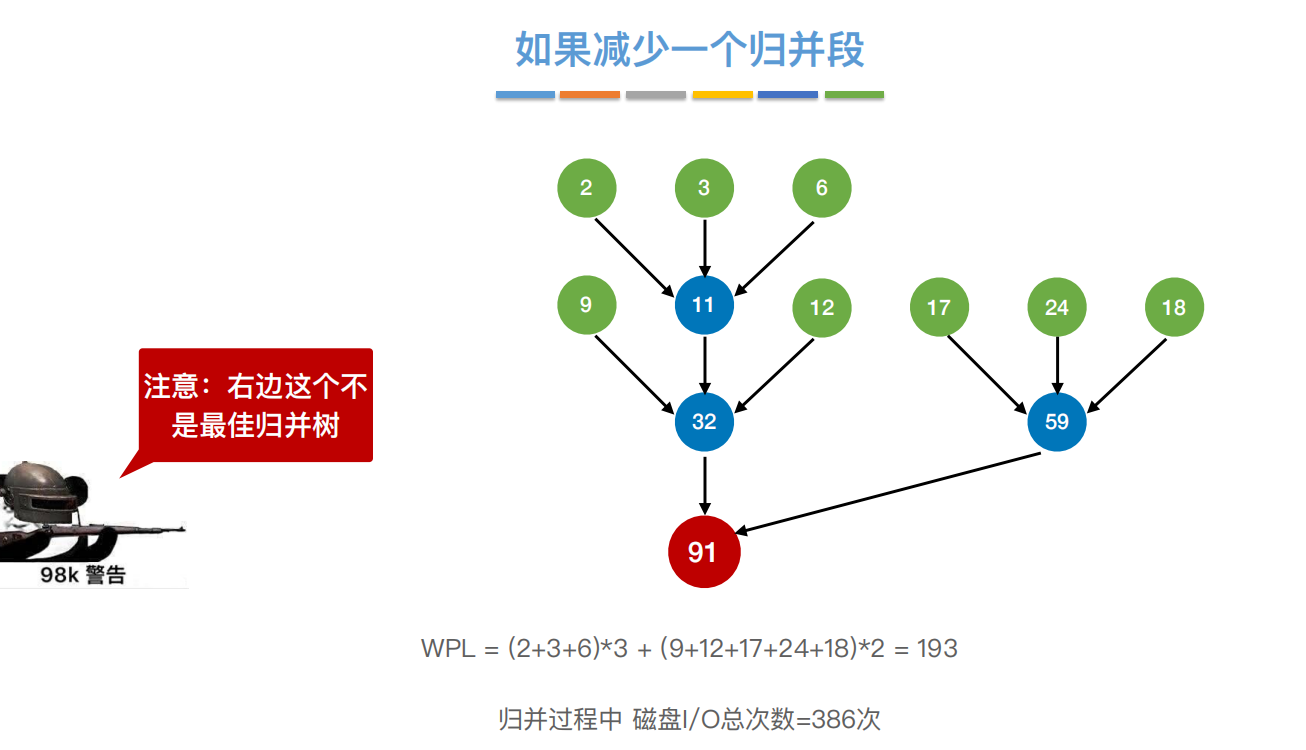 如果减少一个归并段
2 3 6
9 11 12 17 24 18
注意：右边这个不
是最佳归并树
32 59
91
98k 警告
WPL = (2+3+6)*3 + (9+12+17+24+18)*2 = 193
归并过程中 磁盘I/O总次数=386次